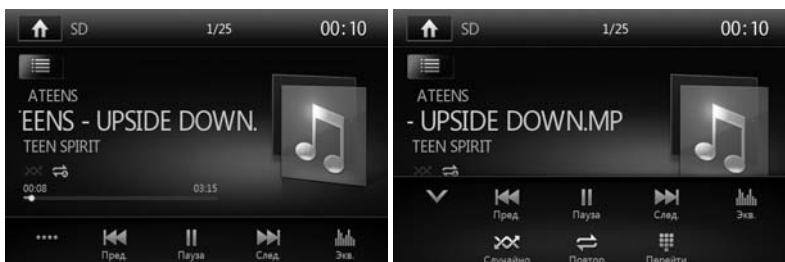 SD 1/25 00:10
ATEENS
EENS - UPSIDE DOWN.
TEEN SPIRIT
00:08 03:15
Пред. Пауза След. Экв.
SD 1/25 00:10
ATEENS
- UPSIDE DOWN.MP
TEEN SPIRIT
Пред. Пауза След. Экв.
Случайно Повтор Перейти